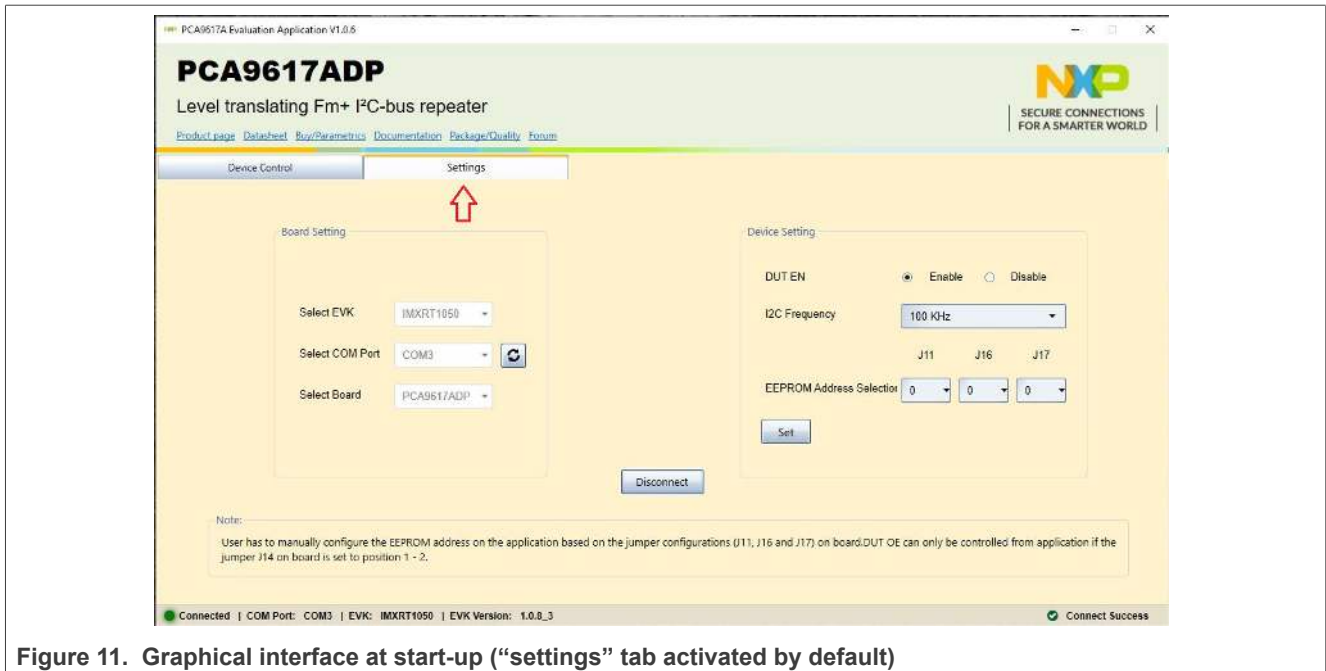 PCA9617A Evaluation Application V1.0.6
PCA9617ADP
Level translating Fm+ I²C-bus repeater
Product page Datasheet Buy/Parametrics Documentation Package/Quality Forum
NXP
SECURE CONNECTIONS
FOR A SMARTER WORLD
Device Control Settings
Board Setting
Select EVK IMXRT1050
Select COM Port COM3
Select Board PCA9617ADP
Device Setting
DUT EN Enable Disable
I2C Frequency 100 KHz
J11 J16 J17
EEPROM Address Selection 0 0 0
Set
Disconnect
Note:
User has to manually configure the EEPROM address on the application based on the jumper configurations (J11, J16 and J17) on board.DUT OE can only be controlled from application if the
jumper J14 on board is set to position 1 - 2.
Connected | COM Port: COM3 | EVK: IMXRT1050 | EVK Version: 1.0.8_3 Connect Success
Figure 11. Graphical interface at start-up (“settings” tab activated by default)